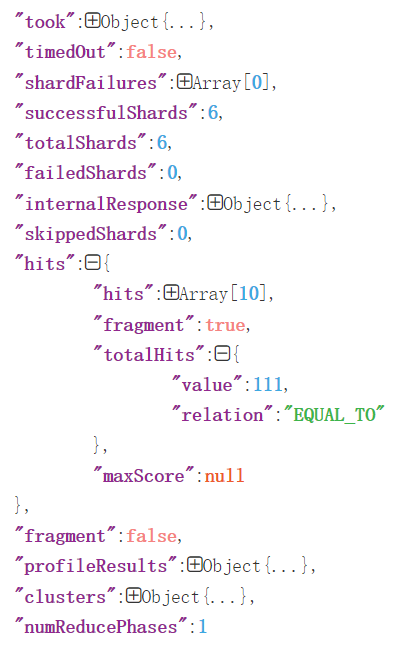 "took":Object{...},
"timedOut":false,
"shardFailures":Array[0],
"successfulShards":6,
"totalShards":6,
"failedShards":0,
"internalResponse":Object{...},
"skippedShards":0,
"hits":{
"hits":Array[10],
"fragment":true,
"totalHits":{
"value":111,
"relation":"EQUAL_TO"
},
"maxScore":null
},
"fragment":false,
"profileResults":Object{...},
"clusters":Object{...},
"numReducePhases":1